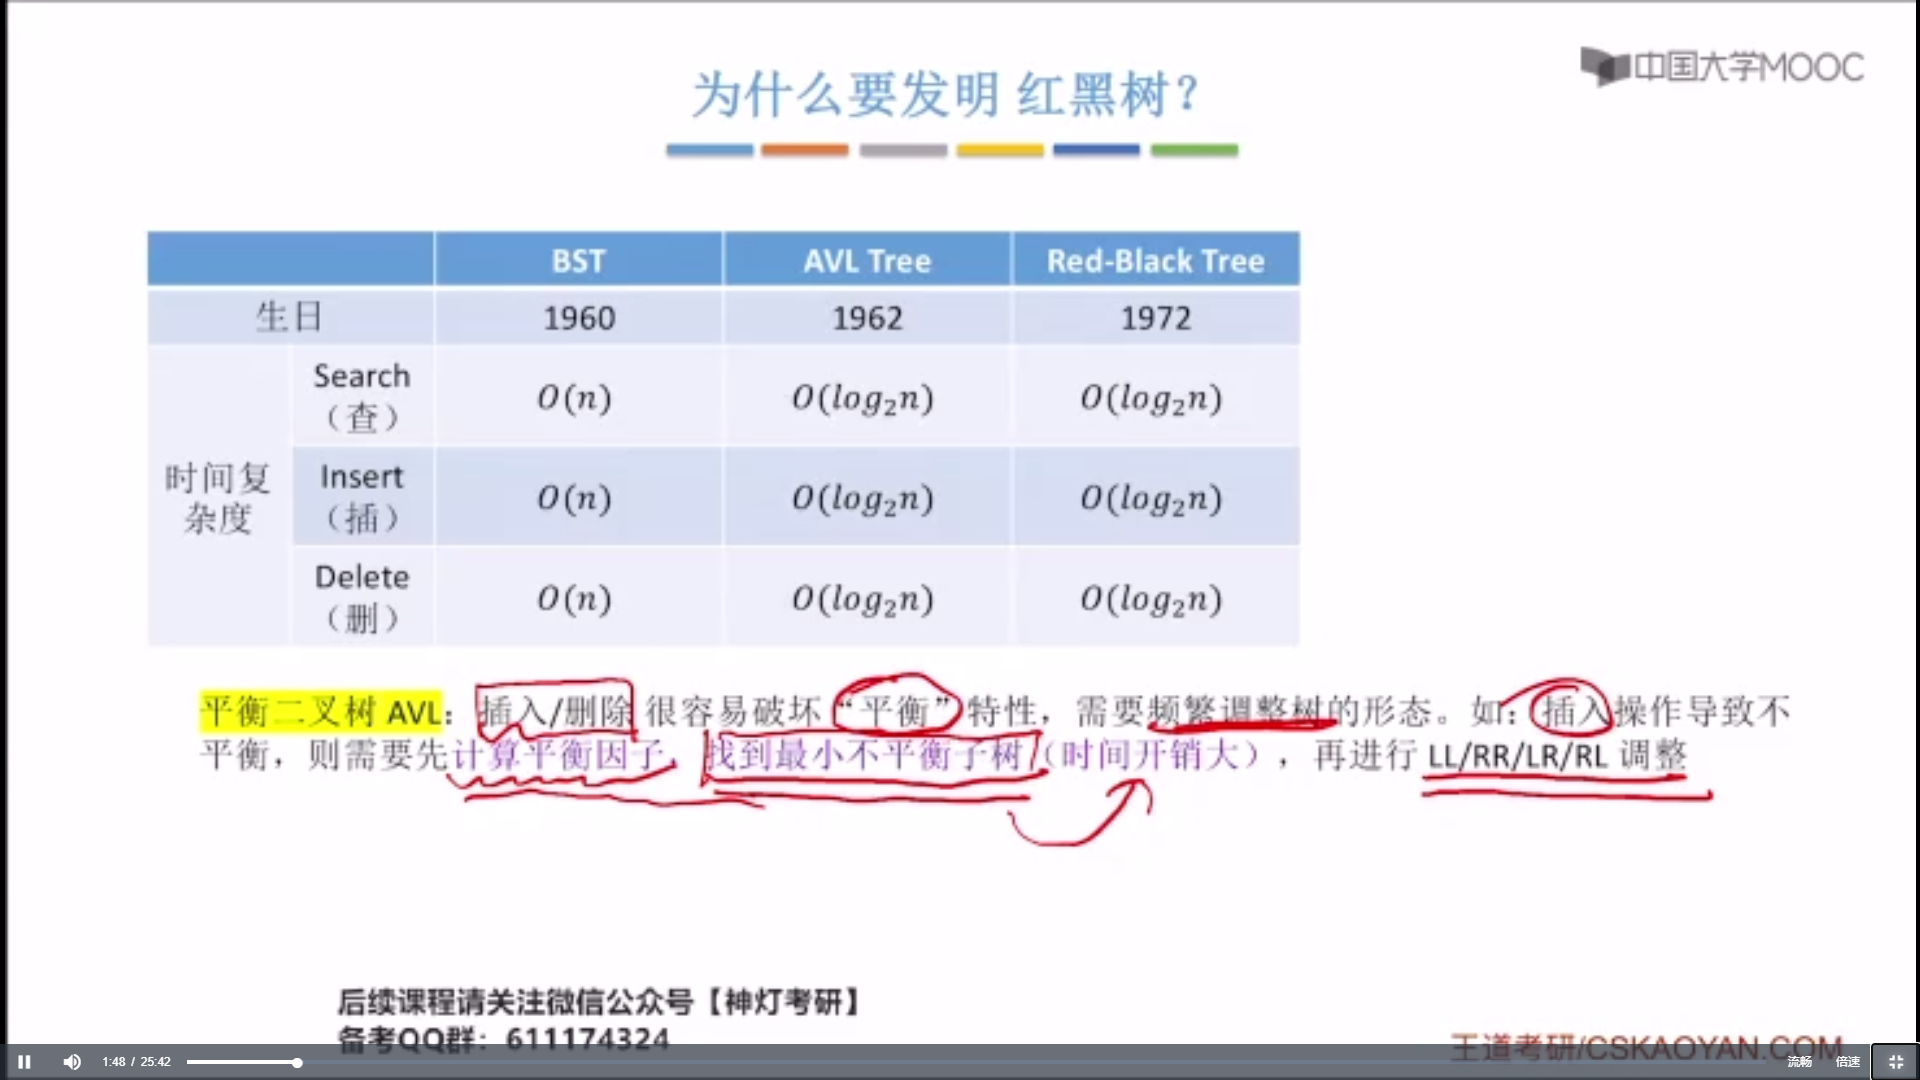 中国大学MOOC
为什么要发明 红黑树？
BST AVL Tree Red-Black Tree
生日 1960 1962 1972
时间复杂度
Search（查） O(n) O(log₂n) O(log₂n)
Insert（插） O(n) O(log₂n) O(log₂n)
Delete（删） O(n) O(log₂n) O(log₂n)
平衡二叉树 AVL：插入/删除 很容易破坏“平衡”特性，需要频繁调整树的形态。如：插入操作导致不
平衡，则需要先计算平衡因子，找到最小不平衡子树（时间开销大），再进行 LL/RR/LR/RL 调整
后续课程请关注微信公众号【神灯考研】
备考QQ群：611174324
王道考研/CSKAOYAN.COM
1:48 / 25:42 流畅 倍速